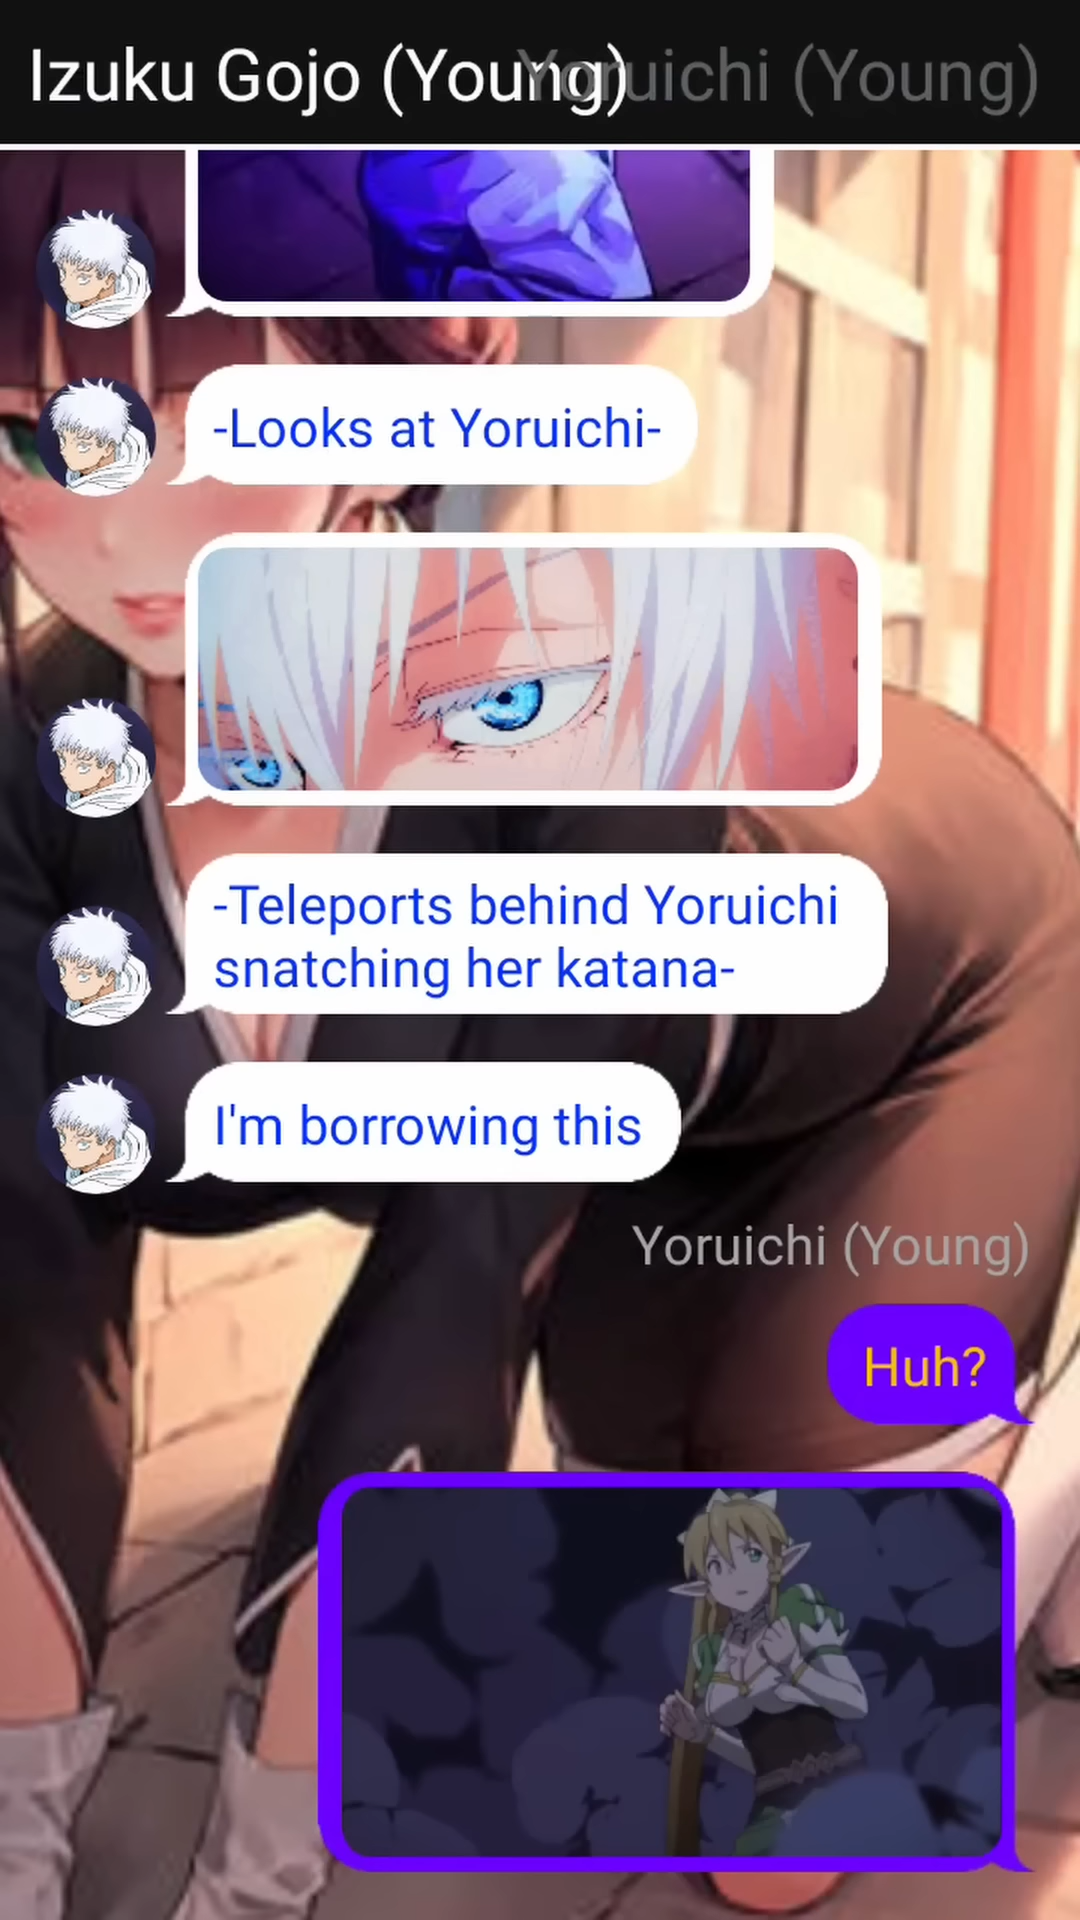 Izuku Gojo (Young)
Yoruichi (Young)
-Looks at Yoruichi-
-Teleports behind Yoruichi
snatching her katana-
I'm borrowing this
Yoruichi (Young)
Huh?